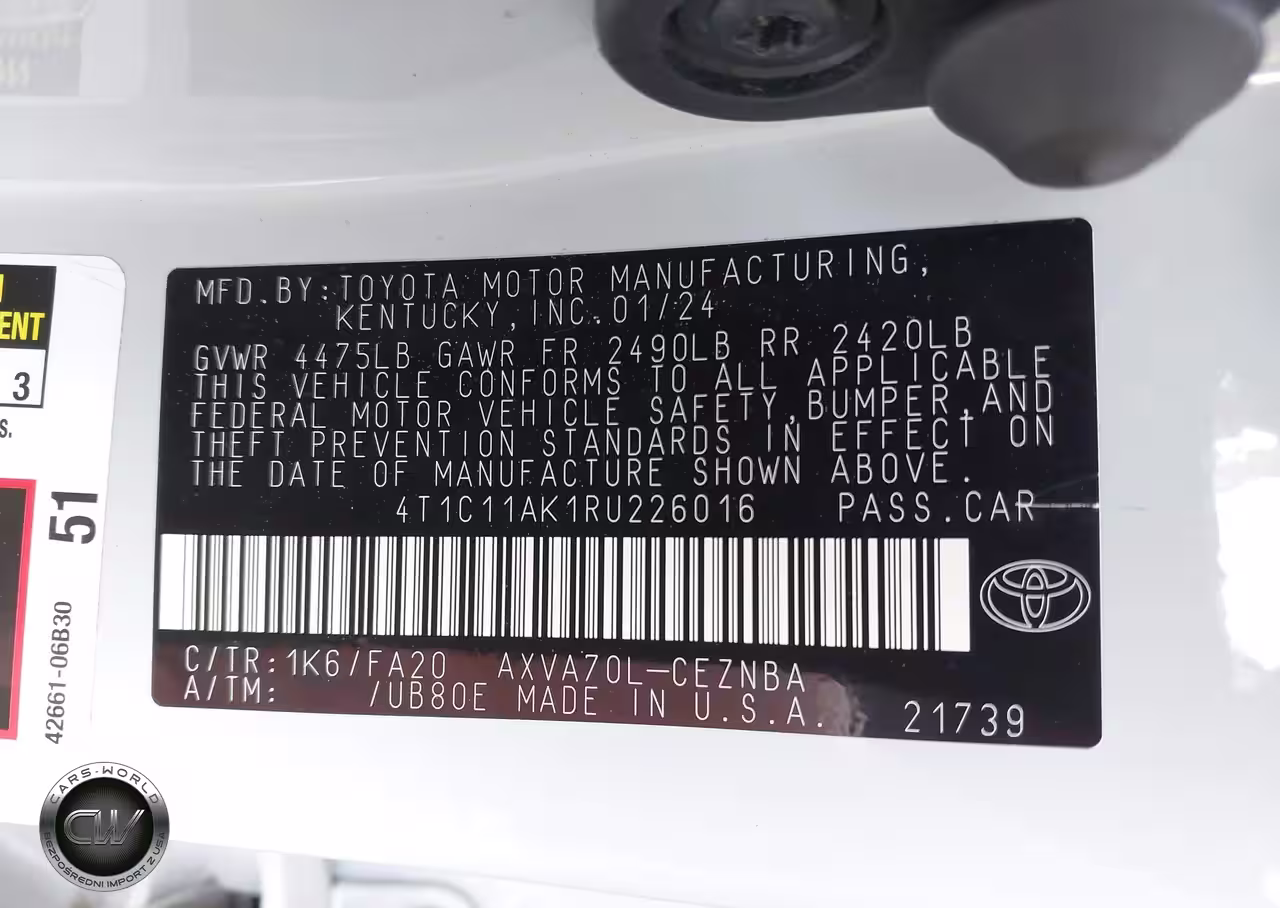 MFD.BY:TOYOTA MOTOR MANUFACTURING,
KENTUCKY,INC.01/24
GVWR 4475LB GAWR FR 2490LB RR 2420LB
THIS VEHICLE CONFORMS TO ALL APPLICABLE
FEDERAL MOTOR VEHICLE SAFETY,BUMPER,AND
THEFT PREVENTION STANDARDS IN EFFECT ON
THE DATE OF MANUFACTURE SHOWN ABOVE.
4T1C11AK1RU226016 PASS.CAR
C/TR:1K6/FA20 AXVA70L-CEZNBA
A/TM: /UB80E MADE IN U.S.A. 21739
ENT
3
S.
51
42661-06B30
CARS-WORLD
CW
BEZPOŚREDNI IMPORT Z USA